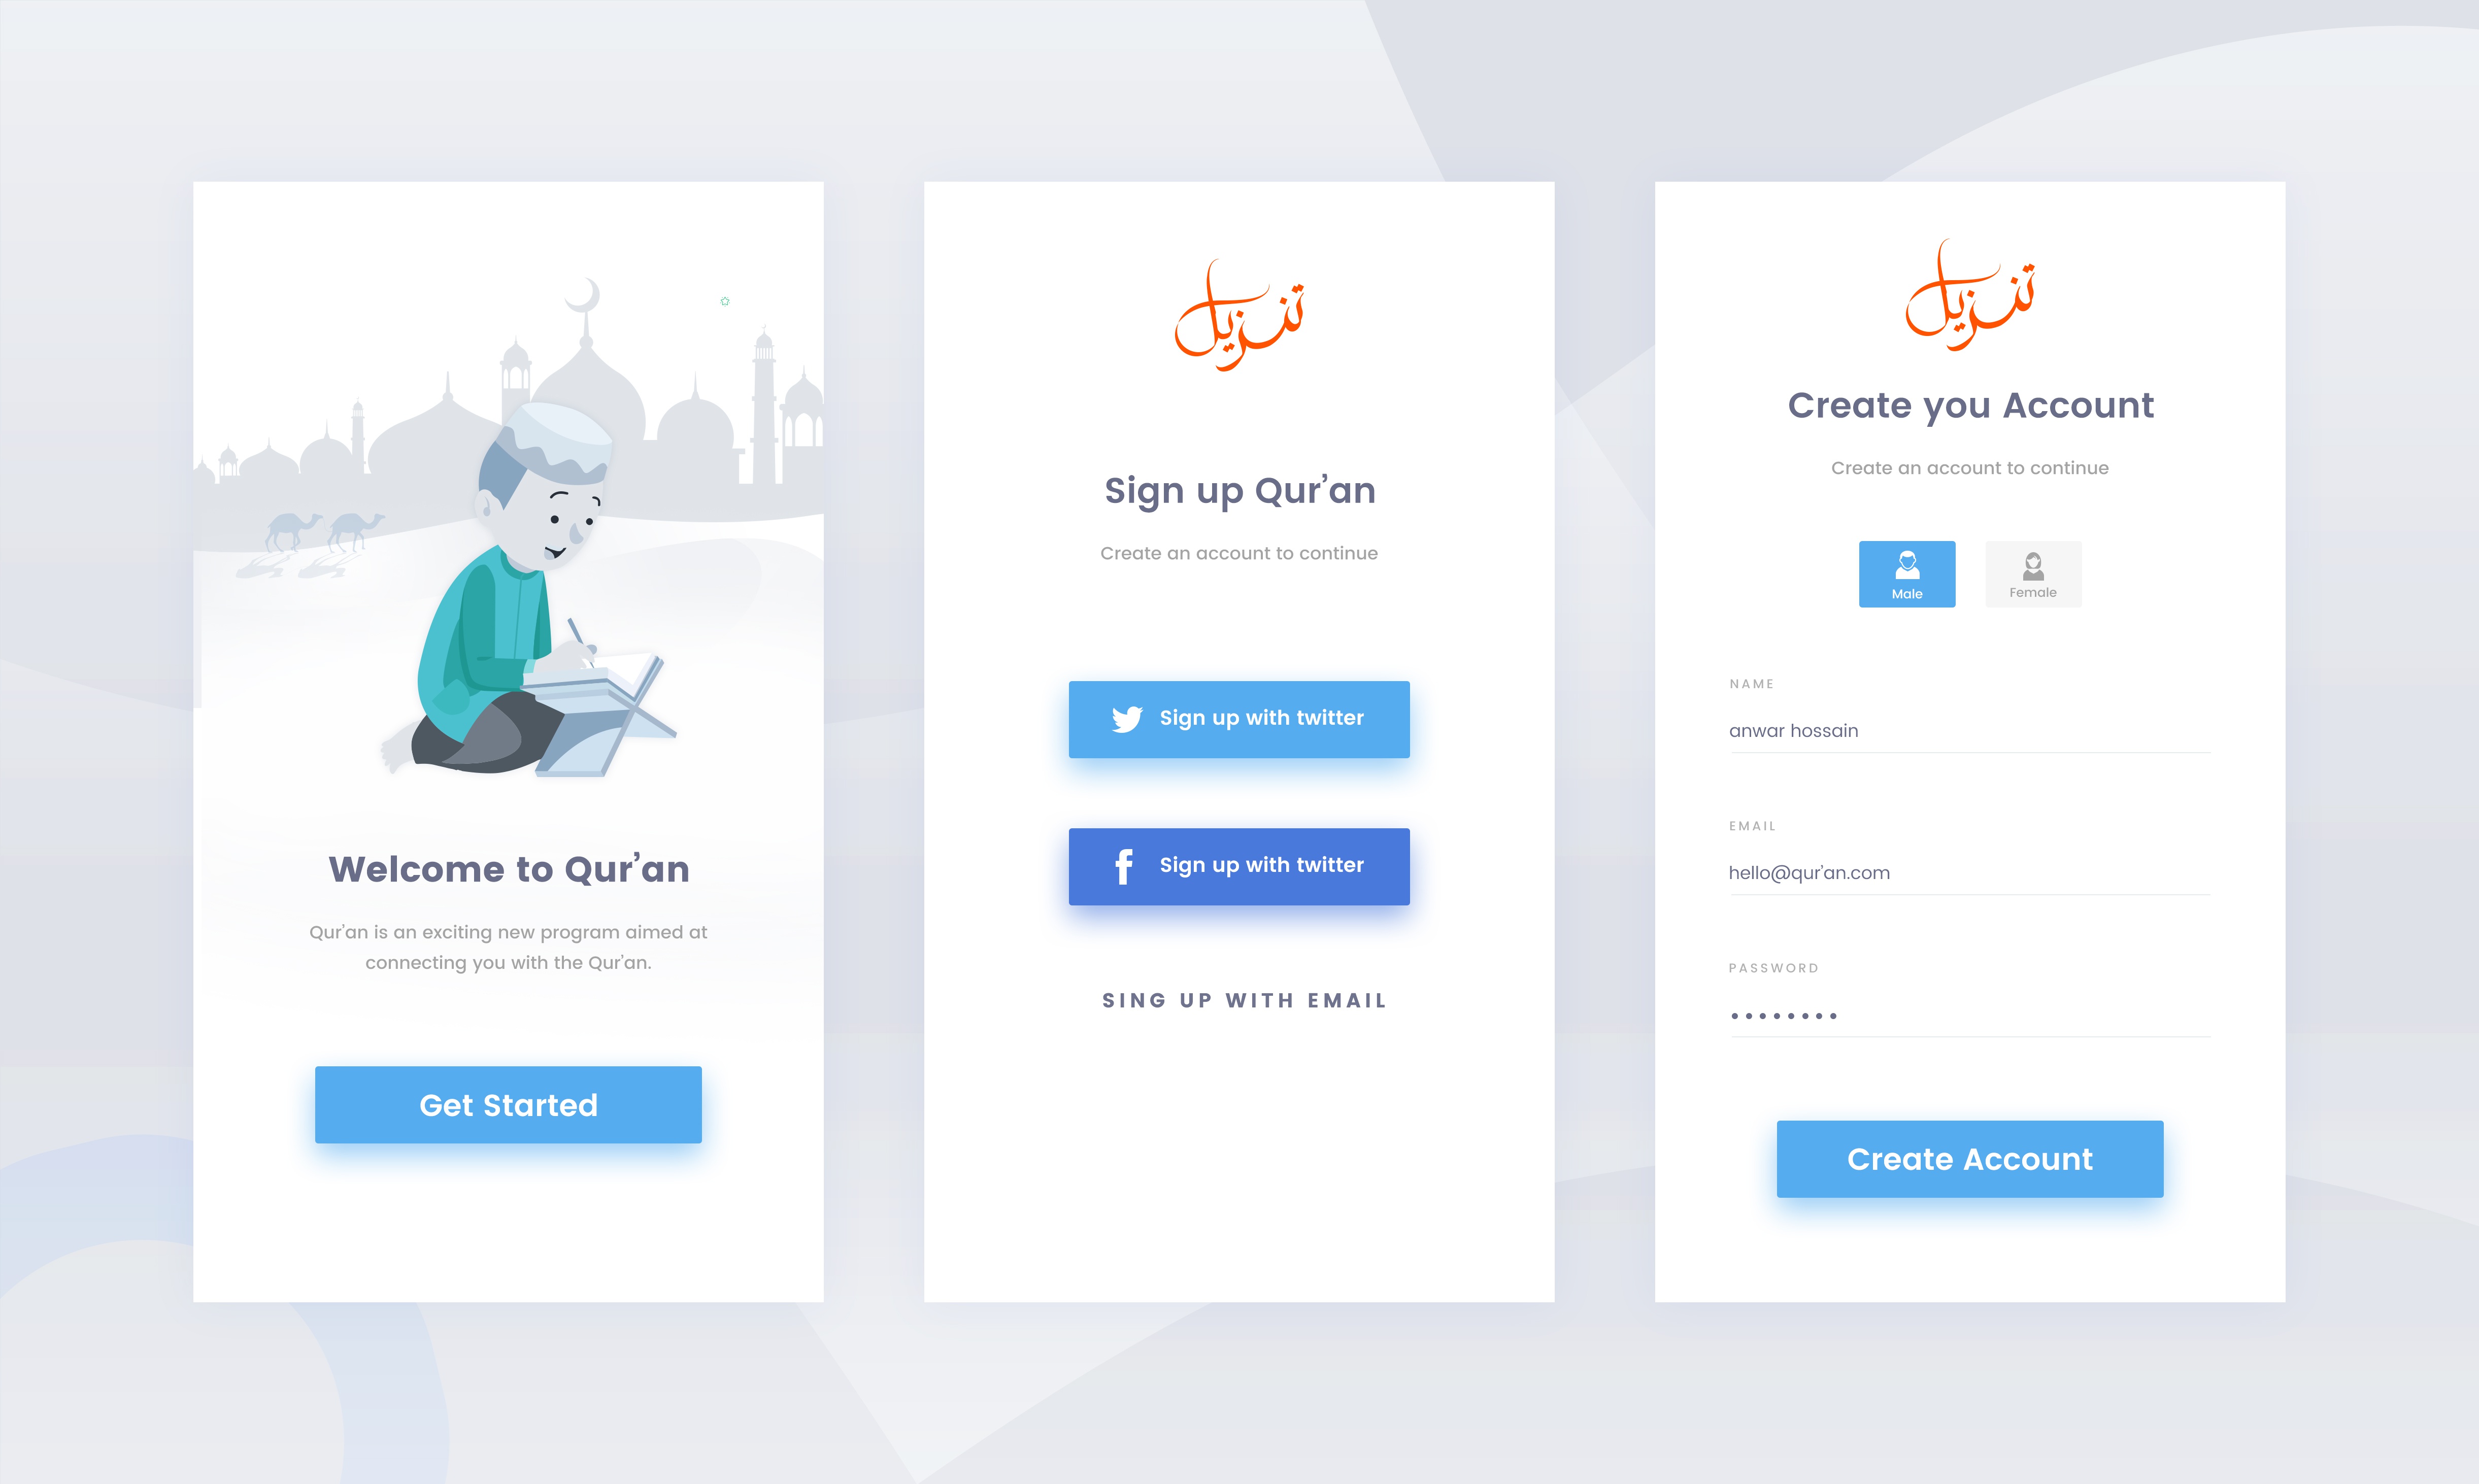 Welcome to Qur'an
Qur'an is an exciting new program aimed at
connecting you with the Qur'an.
Get Started
تنزيل
Sign up Qur'an
Create an account to continue
Sign up with twitter
f Sign up with twitter
SING UP WITH EMAIL
تنزيل
Create you Account
Create an account to continue
Male
Female
NAME
anwar hossain
EMAIL
hello@qur'an.com
PASSWORD
Create Account